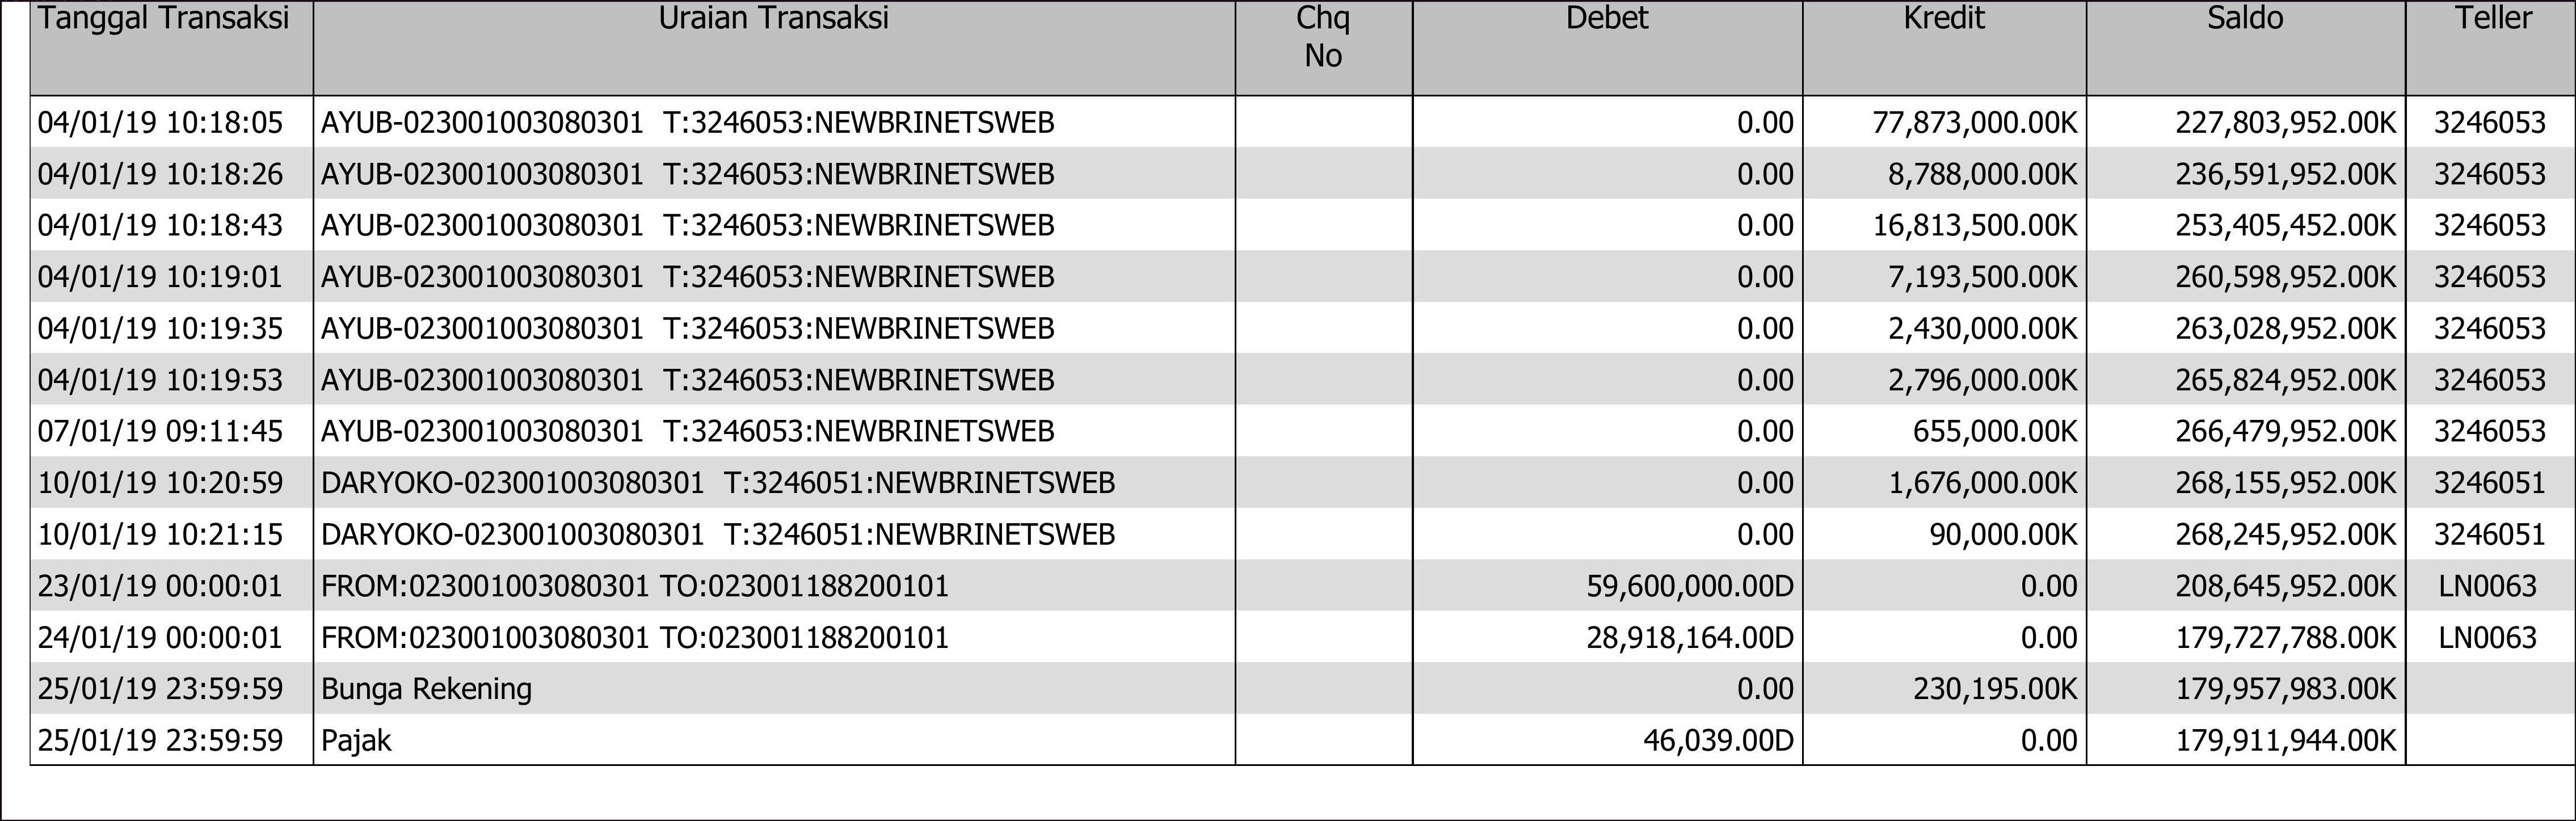 Tanggal Transaksi Uraian Transaksi Chq No Debet Kredit Saldo Teller
04/01/19 10:18:05 AYUB-023001003080301 T:3246053:NEWBRINETSWEB 0.00 77,873,000.00K 227,803,952.00K 3246053
04/01/19 10:18:26 AYUB-023001003080301 T:3246053:NEWBRINETSWEB 0.00 8,788,000.00K 236,591,952.00K 3246053
04/01/19 10:18:43 AYUB-023001003080301 T:3246053:NEWBRINETSWEB 0.00 16,813,500.00K 253,405,452.00K 3246053
04/01/19 10:19:01 AYUB-023001003080301 T:3246053:NEWBRINETSWEB 0.00 7,193,500.00K 260,598,952.00K 3246053
04/01/19 10:19:35 AYUB-023001003080301 T:3246053:NEWBRINETSWEB 0.00 2,430,000.00K 263,028,952.00K 3246053
04/01/19 10:19:53 AYUB-023001003080301 T:3246053:NEWBRINETSWEB 0.00 2,796,000.00K 265,824,952.00K 3246053
07/01/19 09:11:45 AYUB-023001003080301 T:3246053:NEWBRINETSWEB 0.00 655,000.00K 266,479,952.00K 3246053
10/01/19 10:20:59 DARYOKO-023001003080301 T:3246051:NEWBRINETSWEB 0.00 1,676,000.00K 268,155,952.00K 3246051
10/01/19 10:21:15 DARYOKO-023001003080301 T:3246051:NEWBRINETSWEB 0.00 90,000.00K 268,245,952.00K 3246051
23/01/19 00:00:01 FROM:023001003080301 TO:023001188200101 59,600,000.00D 0.00 208,645,952.00K LN0063
24/01/19 00:00:01 FROM:023001003080301 TO:023001188200101 28,918,164.00D 0.00 179,727,788.00K LN0063
25/01/19 23:59:59 Bunga Rekening 0.00 230,195.00K 179,957,983.00K
25/01/19 23:59:59 Pajak 46,039.00D 0.00 179,911,944.00K